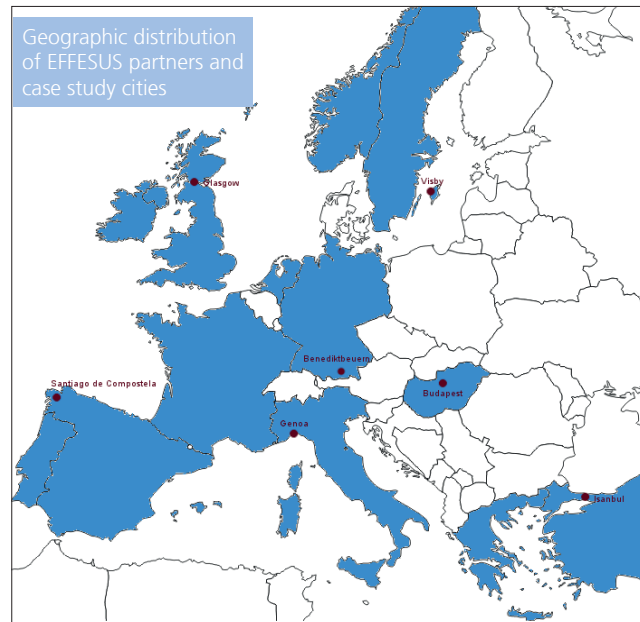 Geographic distribution
of EFFESUS partners and
case study cities
Glasgow
Visby
Benediktbeuern
Santiago de Compostela
Budapest
Genoa
Isanbul